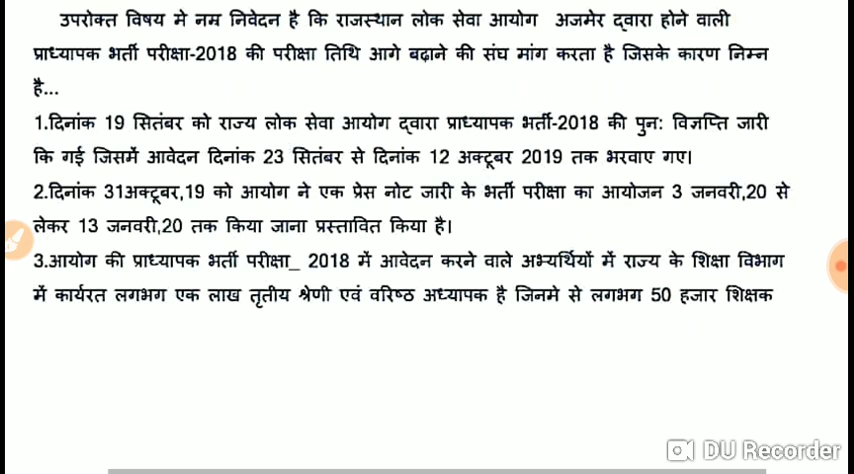 उपरोक्त विषय मे नम्र निवेदन है कि राजस्थान लोक सेवा आयोग अजमेर द्वारा होने वाली
प्राध्यापक भर्ती परीक्षा-2018 की परीक्षा तिथि आगे बढ़ाने की संघ मांग करता है जिसके कारण निम्न
है...
1.दिनांक 19 सितंबर को राज्य लोक सेवा आयोग द्वारा प्राध्यापक भर्ती-2018 की पुन: विज्ञप्ति जारी
कि गई जिसमें आवेदन दिनांक 23 सितंबर से दिनांक 12 अक्टूबर 2019 तक भरवाए गए।
2.दिनांक 31अक्टूबर,19 को आयोग ने एक प्रेस नोट जारी के भर्ती परीक्षा का आयोजन 3 जनवरी,20 से
लेकर 13 जनवरी,20 तक किया जाना प्रस्तावित किया है।
3.आयोग की प्राध्यापक भर्ती परीक्षा_ 2018 में आवेदन करने वाले अभ्यर्थियों में राज्य के शिक्षा विभाग
में कार्यरत लगभग एक लाख तृतीय श्रेणी एवं वरिष्ठ अध्यापक है जिनमे से लगभग 50 हजार शिक्षक
DU Recorder